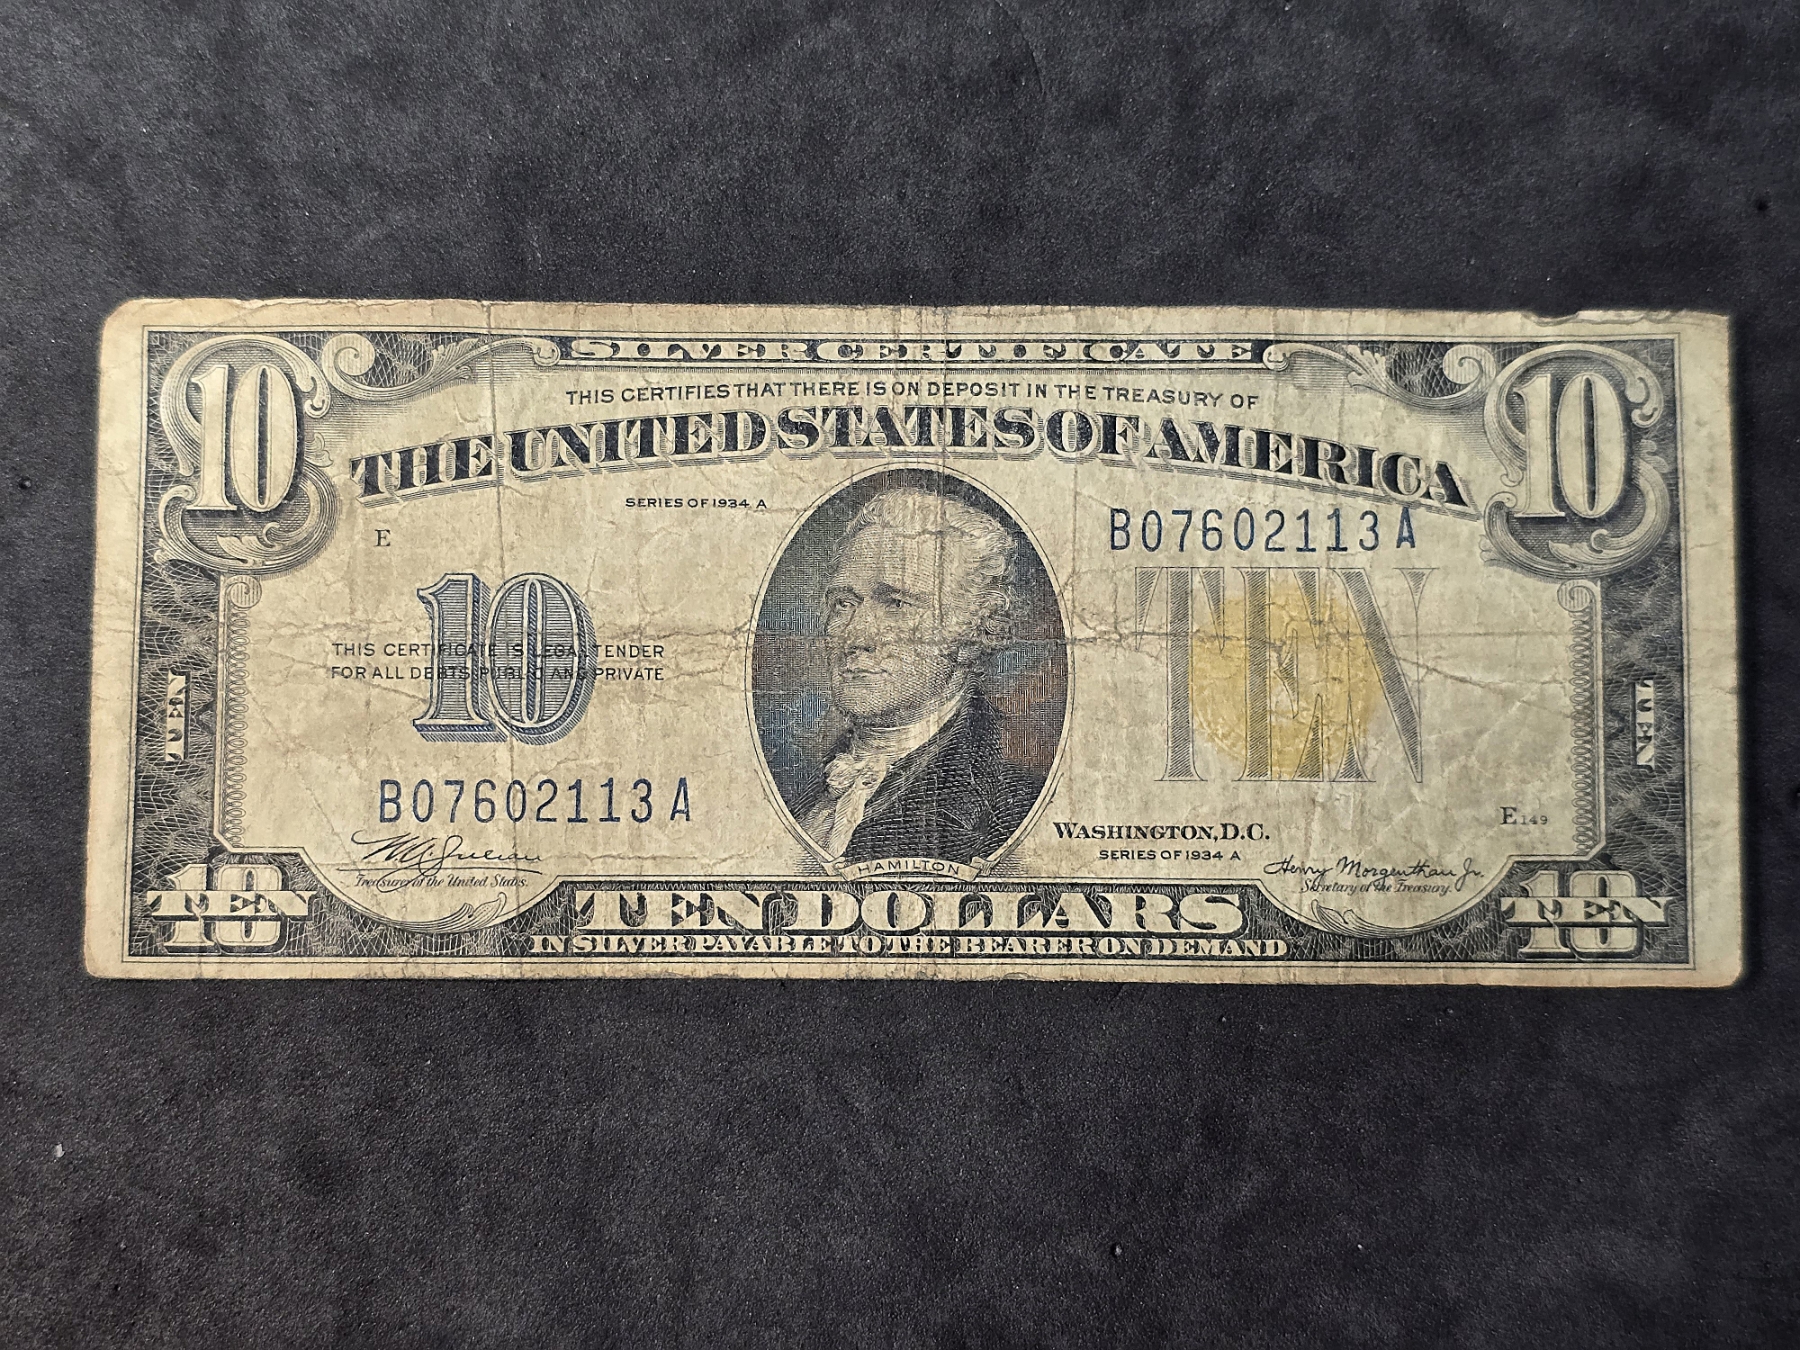 SILVER CERTIFICATE
10
10
THIS CERTIFIES THAT THERE IS ON DEPOSIT IN THE TREASURY OF
THE UNITED STATES OF AMERICA
SERIES OF 1934 A
E
B07602113A
10
TEN
THIS CERTIFICATE IS LEGAL TENDER
FOR ALL DEBTS PUBLIC AND PRIVATE
TEN
TEN
B07602113A
E149
WASHINGTON, D.C.
SERIES OF 1934 A
W.A. Julian
Treasurer of the United States.
HAMILTON
Henry Morgenthau Jr.
Secretary of the Treasury.
10
TEN
TEN DOLLARS
10
TEN
IN SILVER PAYABLE TO THE BEARER ON DEMAND